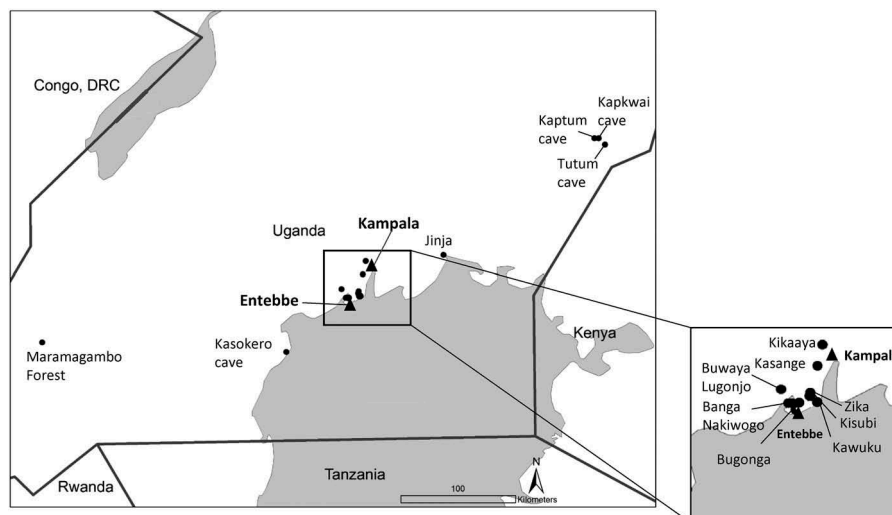 Congo, DRC
Kapkwai
cave
Kaptum
cave
Tutum
cave
Kampala
Uganda
Jinja
Entebbe
Kenya
Kasokero
cave
Maramagambo
Forest
Tanzania
Rwanda
100
Kilometers
N
Kikaaya
Kampal
Kasange
Buwaya
Lugonjo
Banga
Nakiwogo
Zika
Kisubi
Entebbe
Kawuku
Bugonga